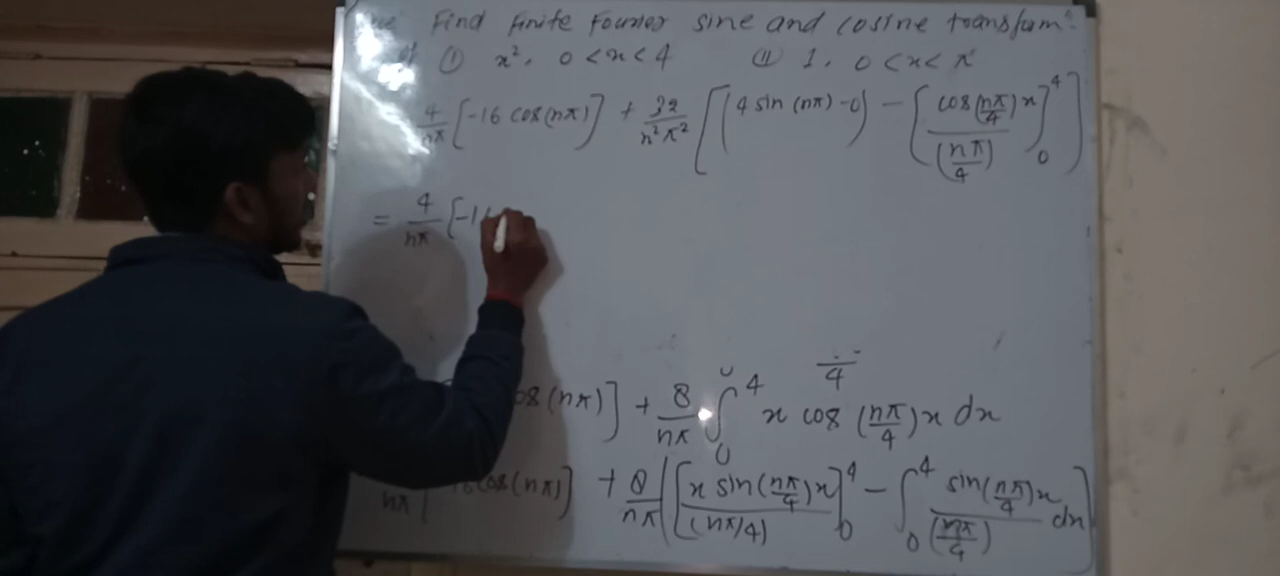 Find Finite Fourier sine and cosine transform
of (I) x², 0 < x < 4 (II) 1, 0 < x < π
4/nπ [-16 cos(nπ)] + 32/n²π² [(4 sin (nπ) - 0) - [cos(nπ/4)x / (nπ/4)]₀⁴]
= 4/nπ [-1
4
os(nπ)] + 8/nπ ∫₀⁴ x cos (nπ/4)x dx
nπ cos(nπ)] + 8/nπ [[x sin(nπ/4)x / (nπ/4)]₀⁴ - ∫₀⁴ sin(nπ/4)x / (nπ/4) dx]